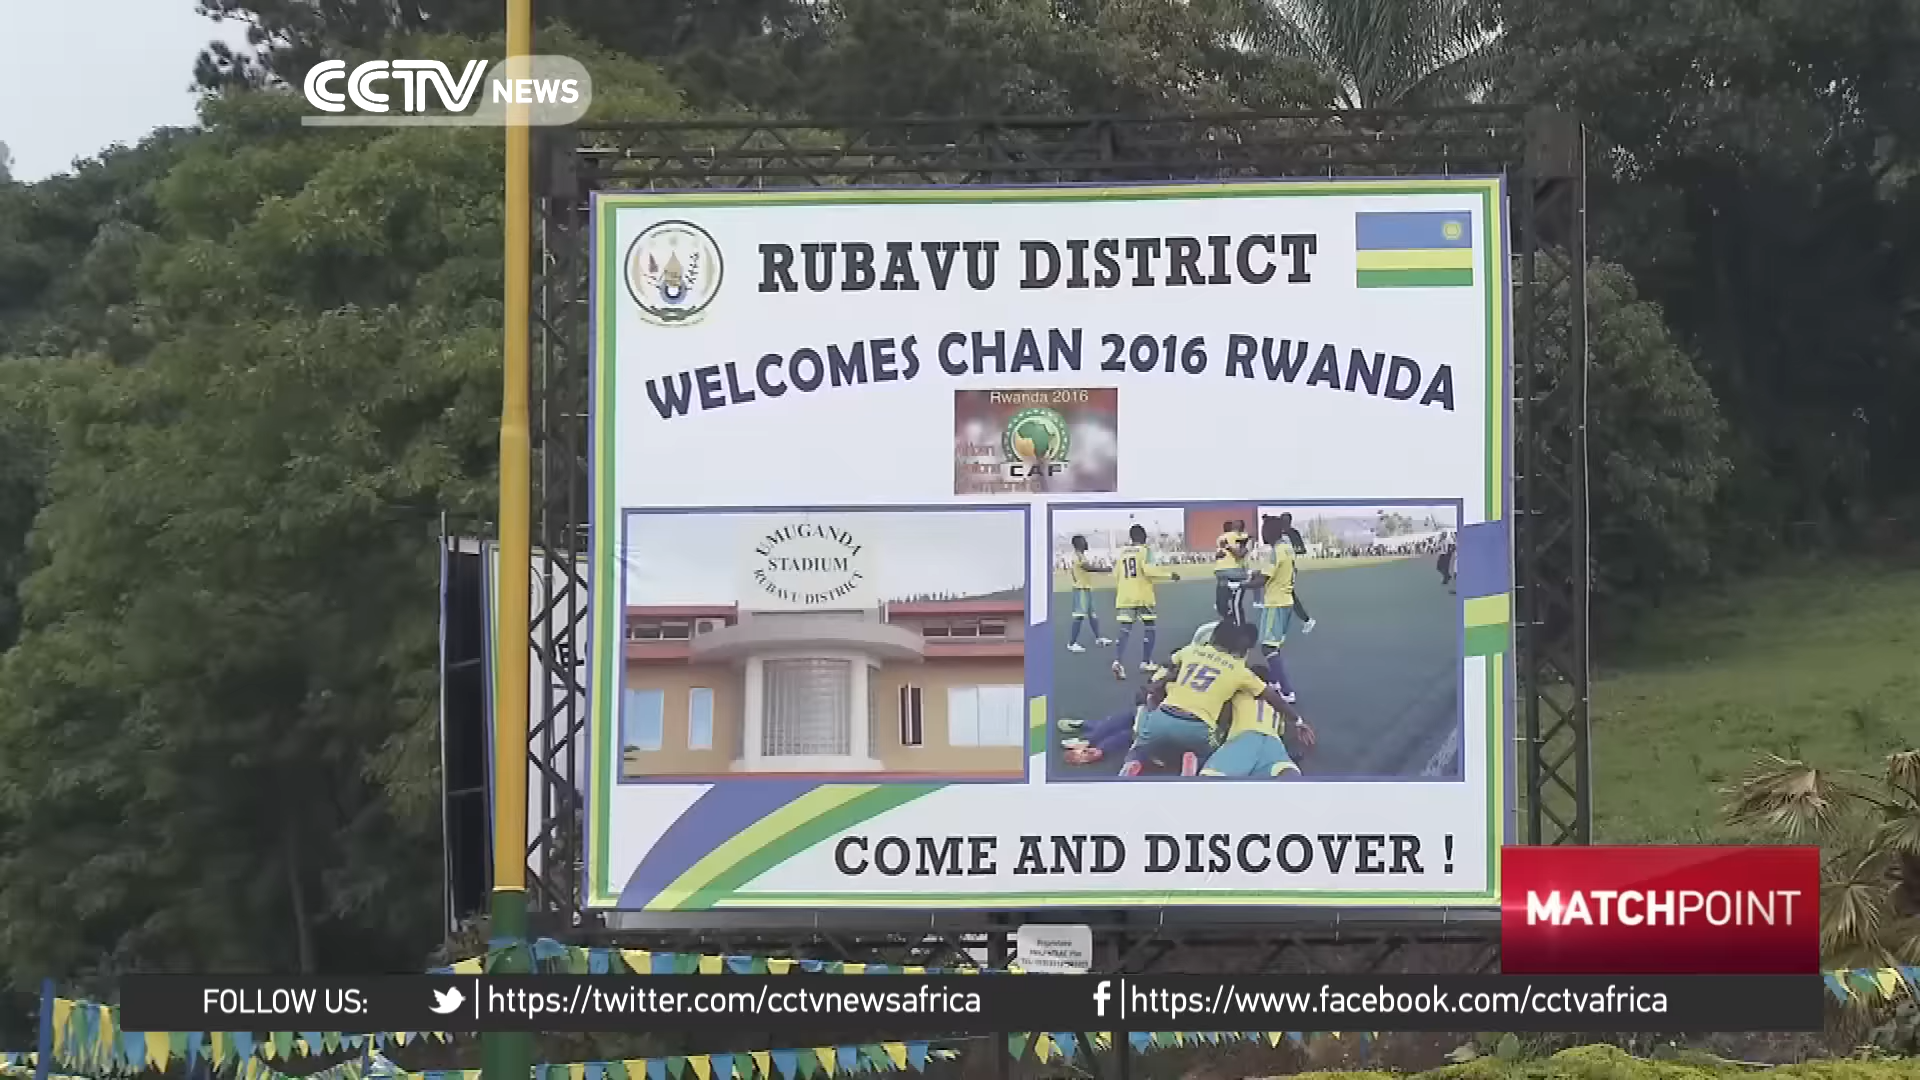 CCTV NEWS
RUBAVU DISTRICT
WELCOMES CHAN 2016 RWANDA
Rwanda 2016
CAF
UMUGANDA
STADIUM
RUBAVU DISTRICT
19
15
11
COME AND DISCOVER !
MATCHPOINT
FOLLOW US: https://twitter.com/cctvnewsafrica https://www.facebook.com/cctvafrica